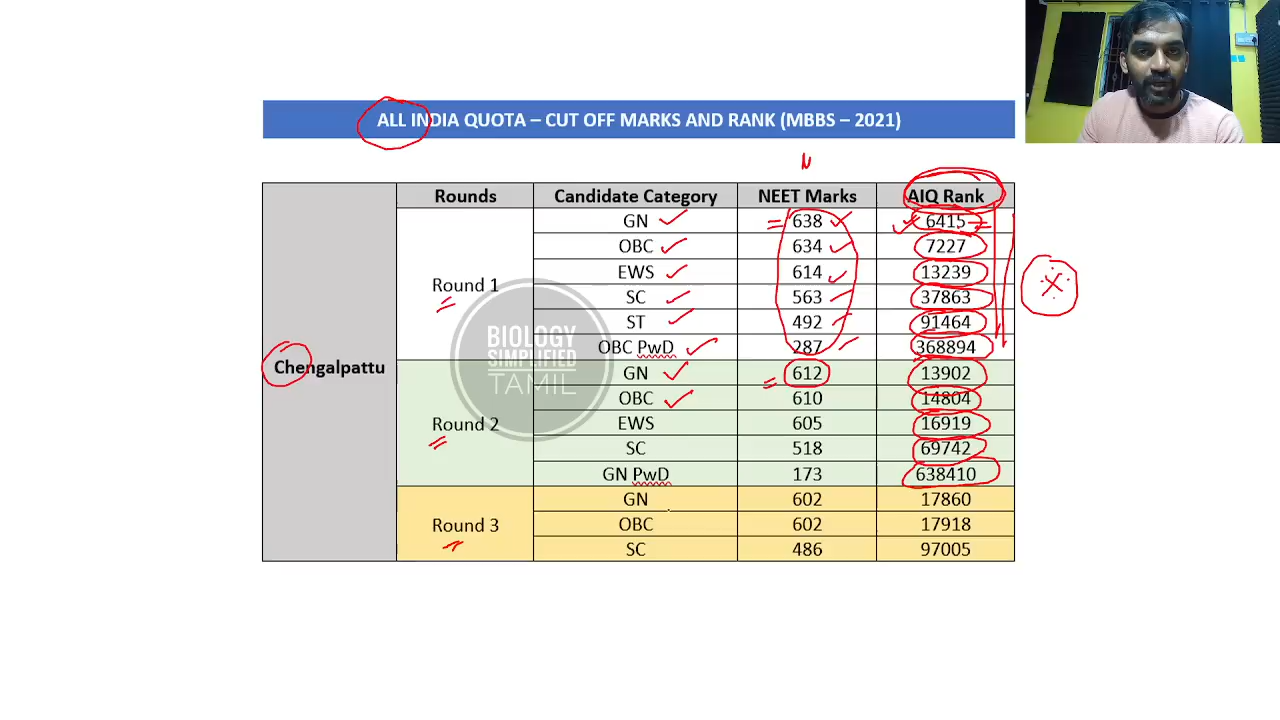 ALL INDIA QUOTA – CUT OFF MARKS AND RANK (MBBS – 2021)
N
Rounds Candidate Category NEET Marks AIQ Rank
Chengalpattu
Round 1
GN 638 6415
OBC 634 7227
EWS 614 13239
SC 563 37863
ST 492 91464
OBC PwD 287 368894
Round 2
GN 612 13902
OBC 610 14804
EWS 605 16919
SC 518 69742
GN PwD 173 638410
Round 3
GN 602 17860
OBC 602 17918
SC 486 97005
BIOLOGY
SIMPLIFIED
TAMIL
X